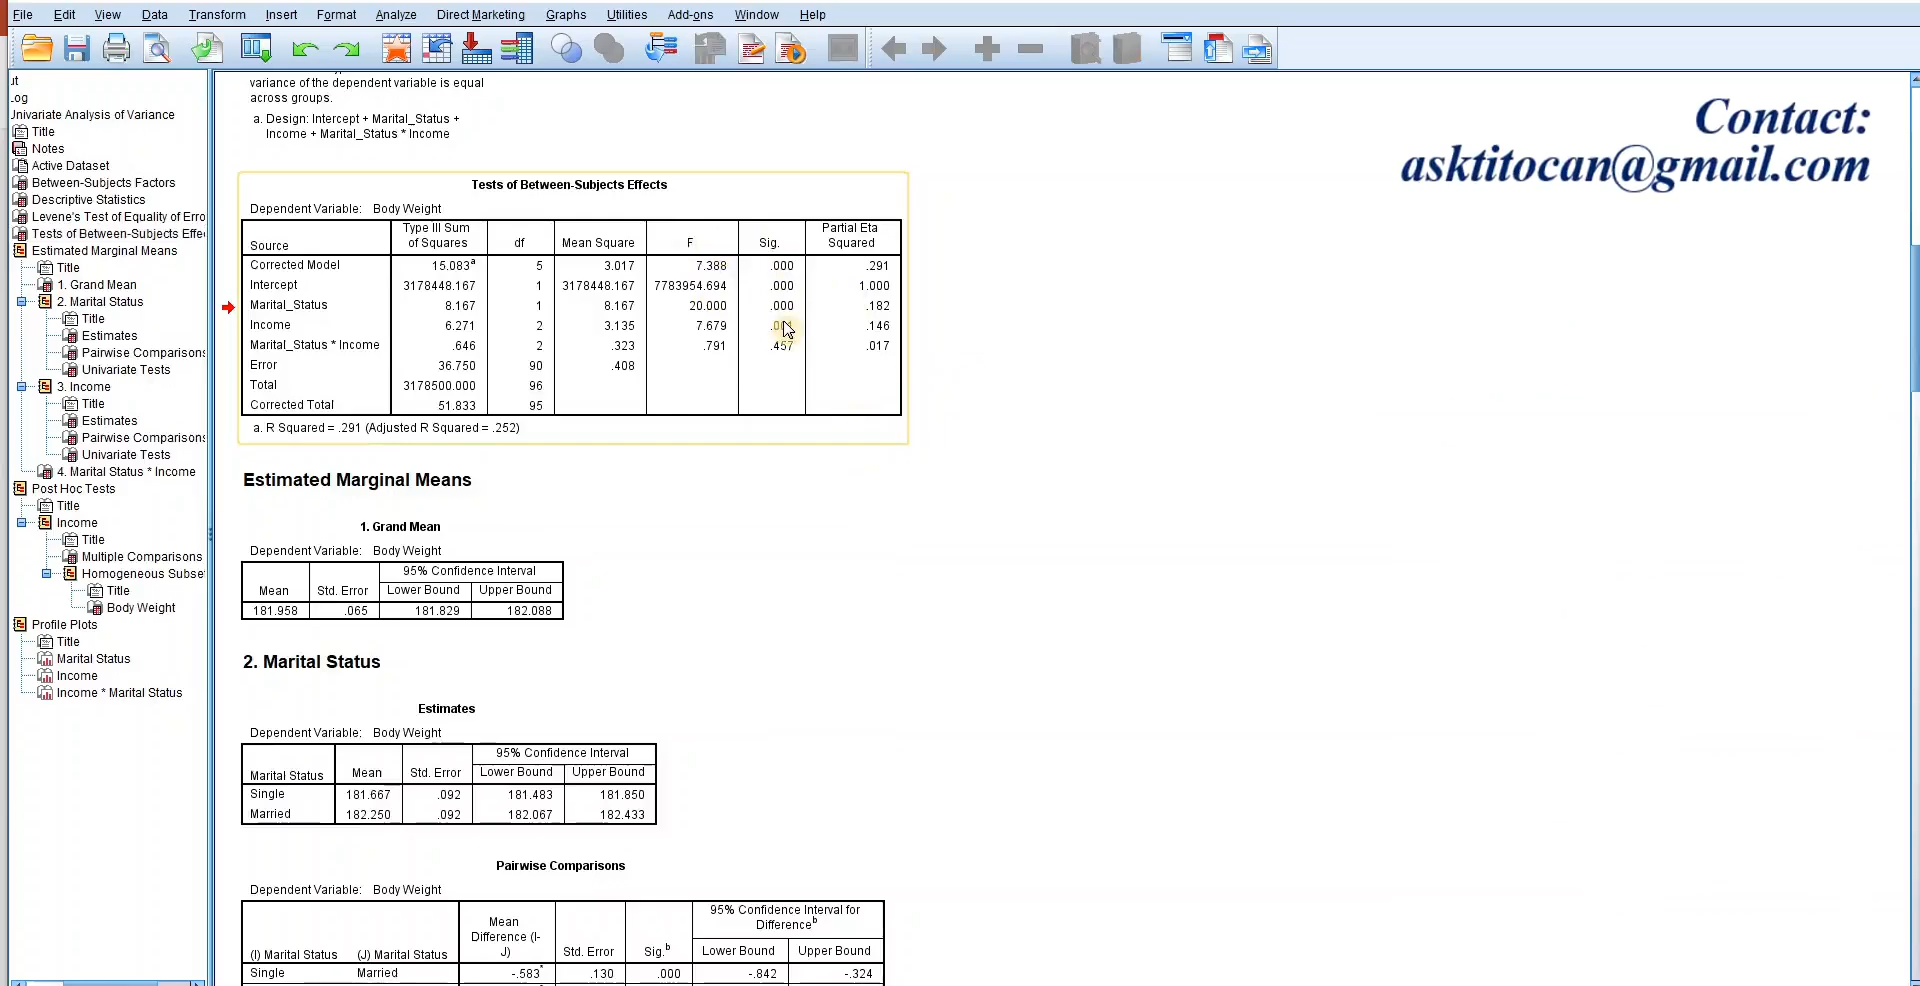 File Edit View Data Transform Insert Format Analyze Direct Marketing Graphs Utilities Add-ons Window Help
Log
Univariate Analysis of Variance
Title
Notes
Active Dataset
Between-Subjects Factors
Descriptive Statistics
Levene's Test of Equality of Erro
Tests of Between-Subjects Effe
Estimated Marginal Means
Title
1. Grand Mean
2. Marital Status
Title
Estimates
Pairwise Comparisons
Univariate Tests
3. Income
Title
Estimates
Pairwise Comparisons
Univariate Tests
4. Marital Status * Income
Post Hoc Tests
Title
Income
Title
Multiple Comparisons
Homogeneous Subse
Title
Body Weight
Profile Plots
Title
Marital Status
Income
Income * Marital Status
variance of the dependent variable is equal
across groups.
a. Design: Intercept + Marital_Status +
Income + Marital_Status * Income
Contact:
asktitocan@gmail.com
Tests of Between-Subjects Effects
Dependent Variable: Body Weight
Source Type III Sum of Squares df Mean Square F Sig. Partial Eta Squared
Corrected Model 15.083a 5 3.017 7.388 .000 .291
Intercept 3178448.167 1 3178448.167 7783954.694 .000 1.000
Marital_Status 8.167 1 8.167 20.000 .000 .182
Income 6.271 2 3.135 7.679 .146
Marital_Status * Income .646 2 .323 .791 .457 .017
Error 36.750 90 .408
Total 3178500.000 96
Corrected Total 51.833 95
a. R Squared = .291 (Adjusted R Squared = .252)
Estimated Marginal Means
1. Grand Mean
Dependent Variable: Body Weight
Mean Std. Error 95% Confidence Interval
Lower Bound Upper Bound
181.958 .065 181.829 182.088
2. Marital Status
Estimates
Dependent Variable: Body Weight
Marital Status Mean Std. Error 95% Confidence Interval
Lower Bound Upper Bound
Single 181.667 .092 181.483 181.850
Married 182.250 .092 182.067 182.433
Pairwise Comparisons
Dependent Variable: Body Weight
(I) Marital Status (J) Marital Status Mean Difference (I-J) Std. Error Sig.b 95% Confidence Interval for Differenceb
Lower Bound Upper Bound
Single Married -.583* .130 .000 -.842 -.324